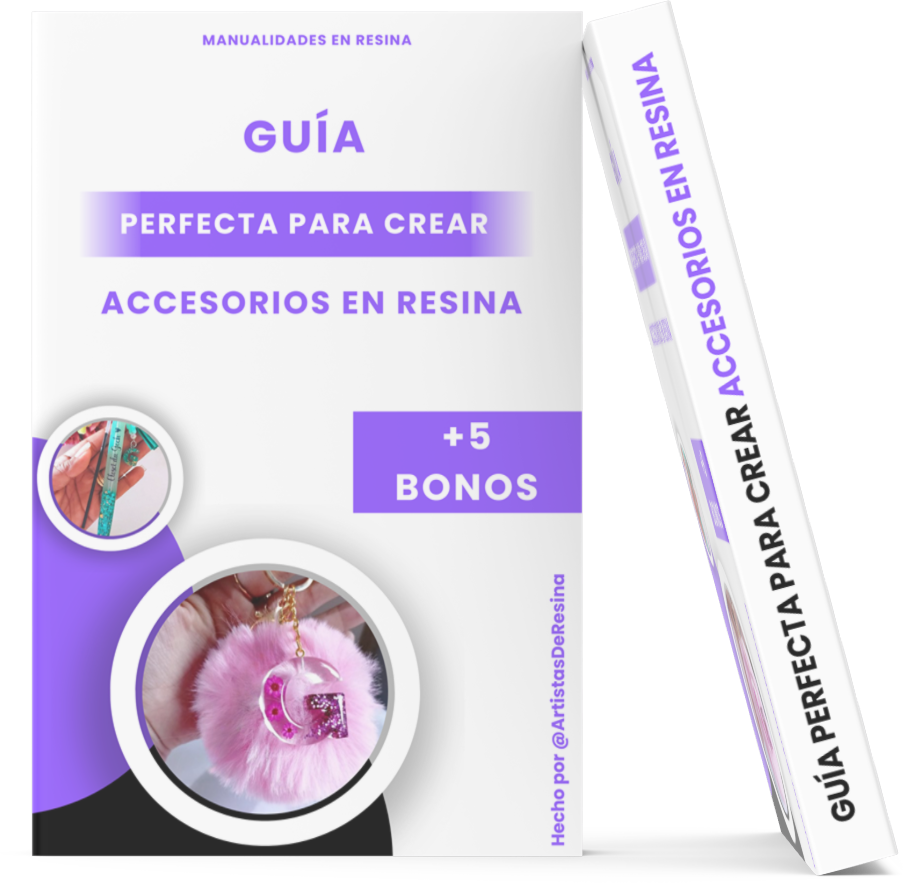 MANUALIDADES EN RESINA
GUÍA
PERFECTA PARA CREAR
ACCESORIOS EN RESINA
+5
BONOS
Hecho por @ArtistasDeResina
GUÍA PERFECTA PARA CREAR ACCESORIOS EN RESINA